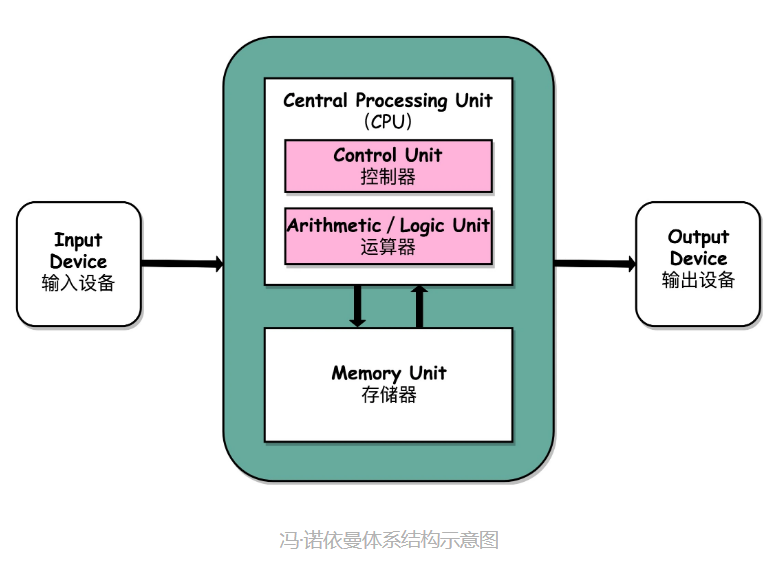 Central Processing Unit
(CPU)
Control Unit
控制器
Arithmetic / Logic Unit
运算器
Input
Device
输入设备
Output
Device
输出设备
Memory Unit
存储器
冯·诺依曼体系结构示意图